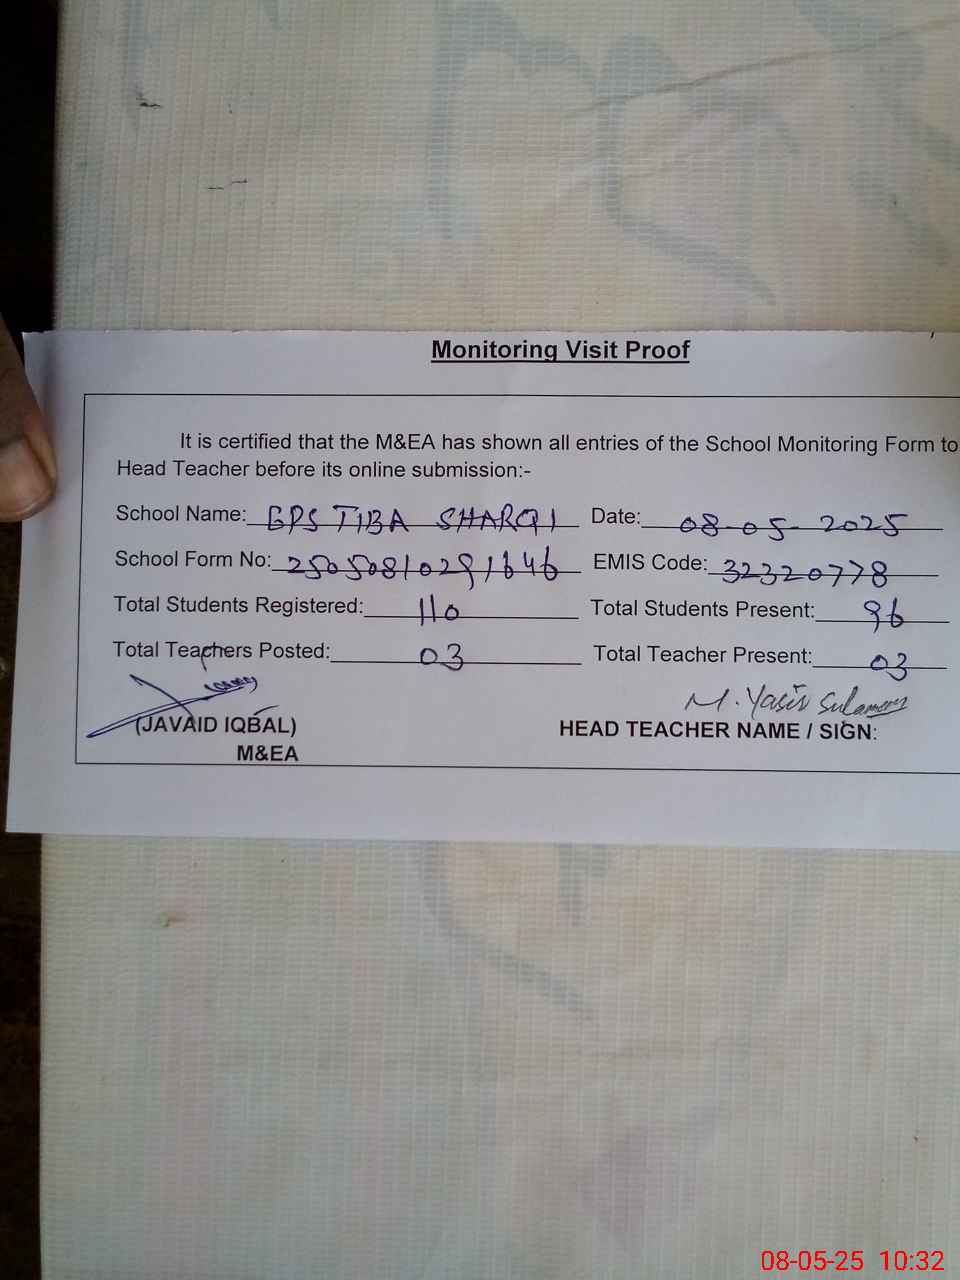 Monitoring Visit Proof
It is certified that the M&EA has shown all entries of the School Monitoring Form to
Head Teacher before its online submission:-
School Name: GPS TIBA SHARQI Date: 08-05-2025
School Form No: 25050810291646 EMIS Code: 32320778
Total Students Registered: 110 Total Students Present: 96
Total Teachers Posted: 03 Total Teacher Present: 03
M. Yasir Suleman
(JAVAID IQBAL) HEAD TEACHER NAME / SIGN:
M&EA
08-05-25 10:32